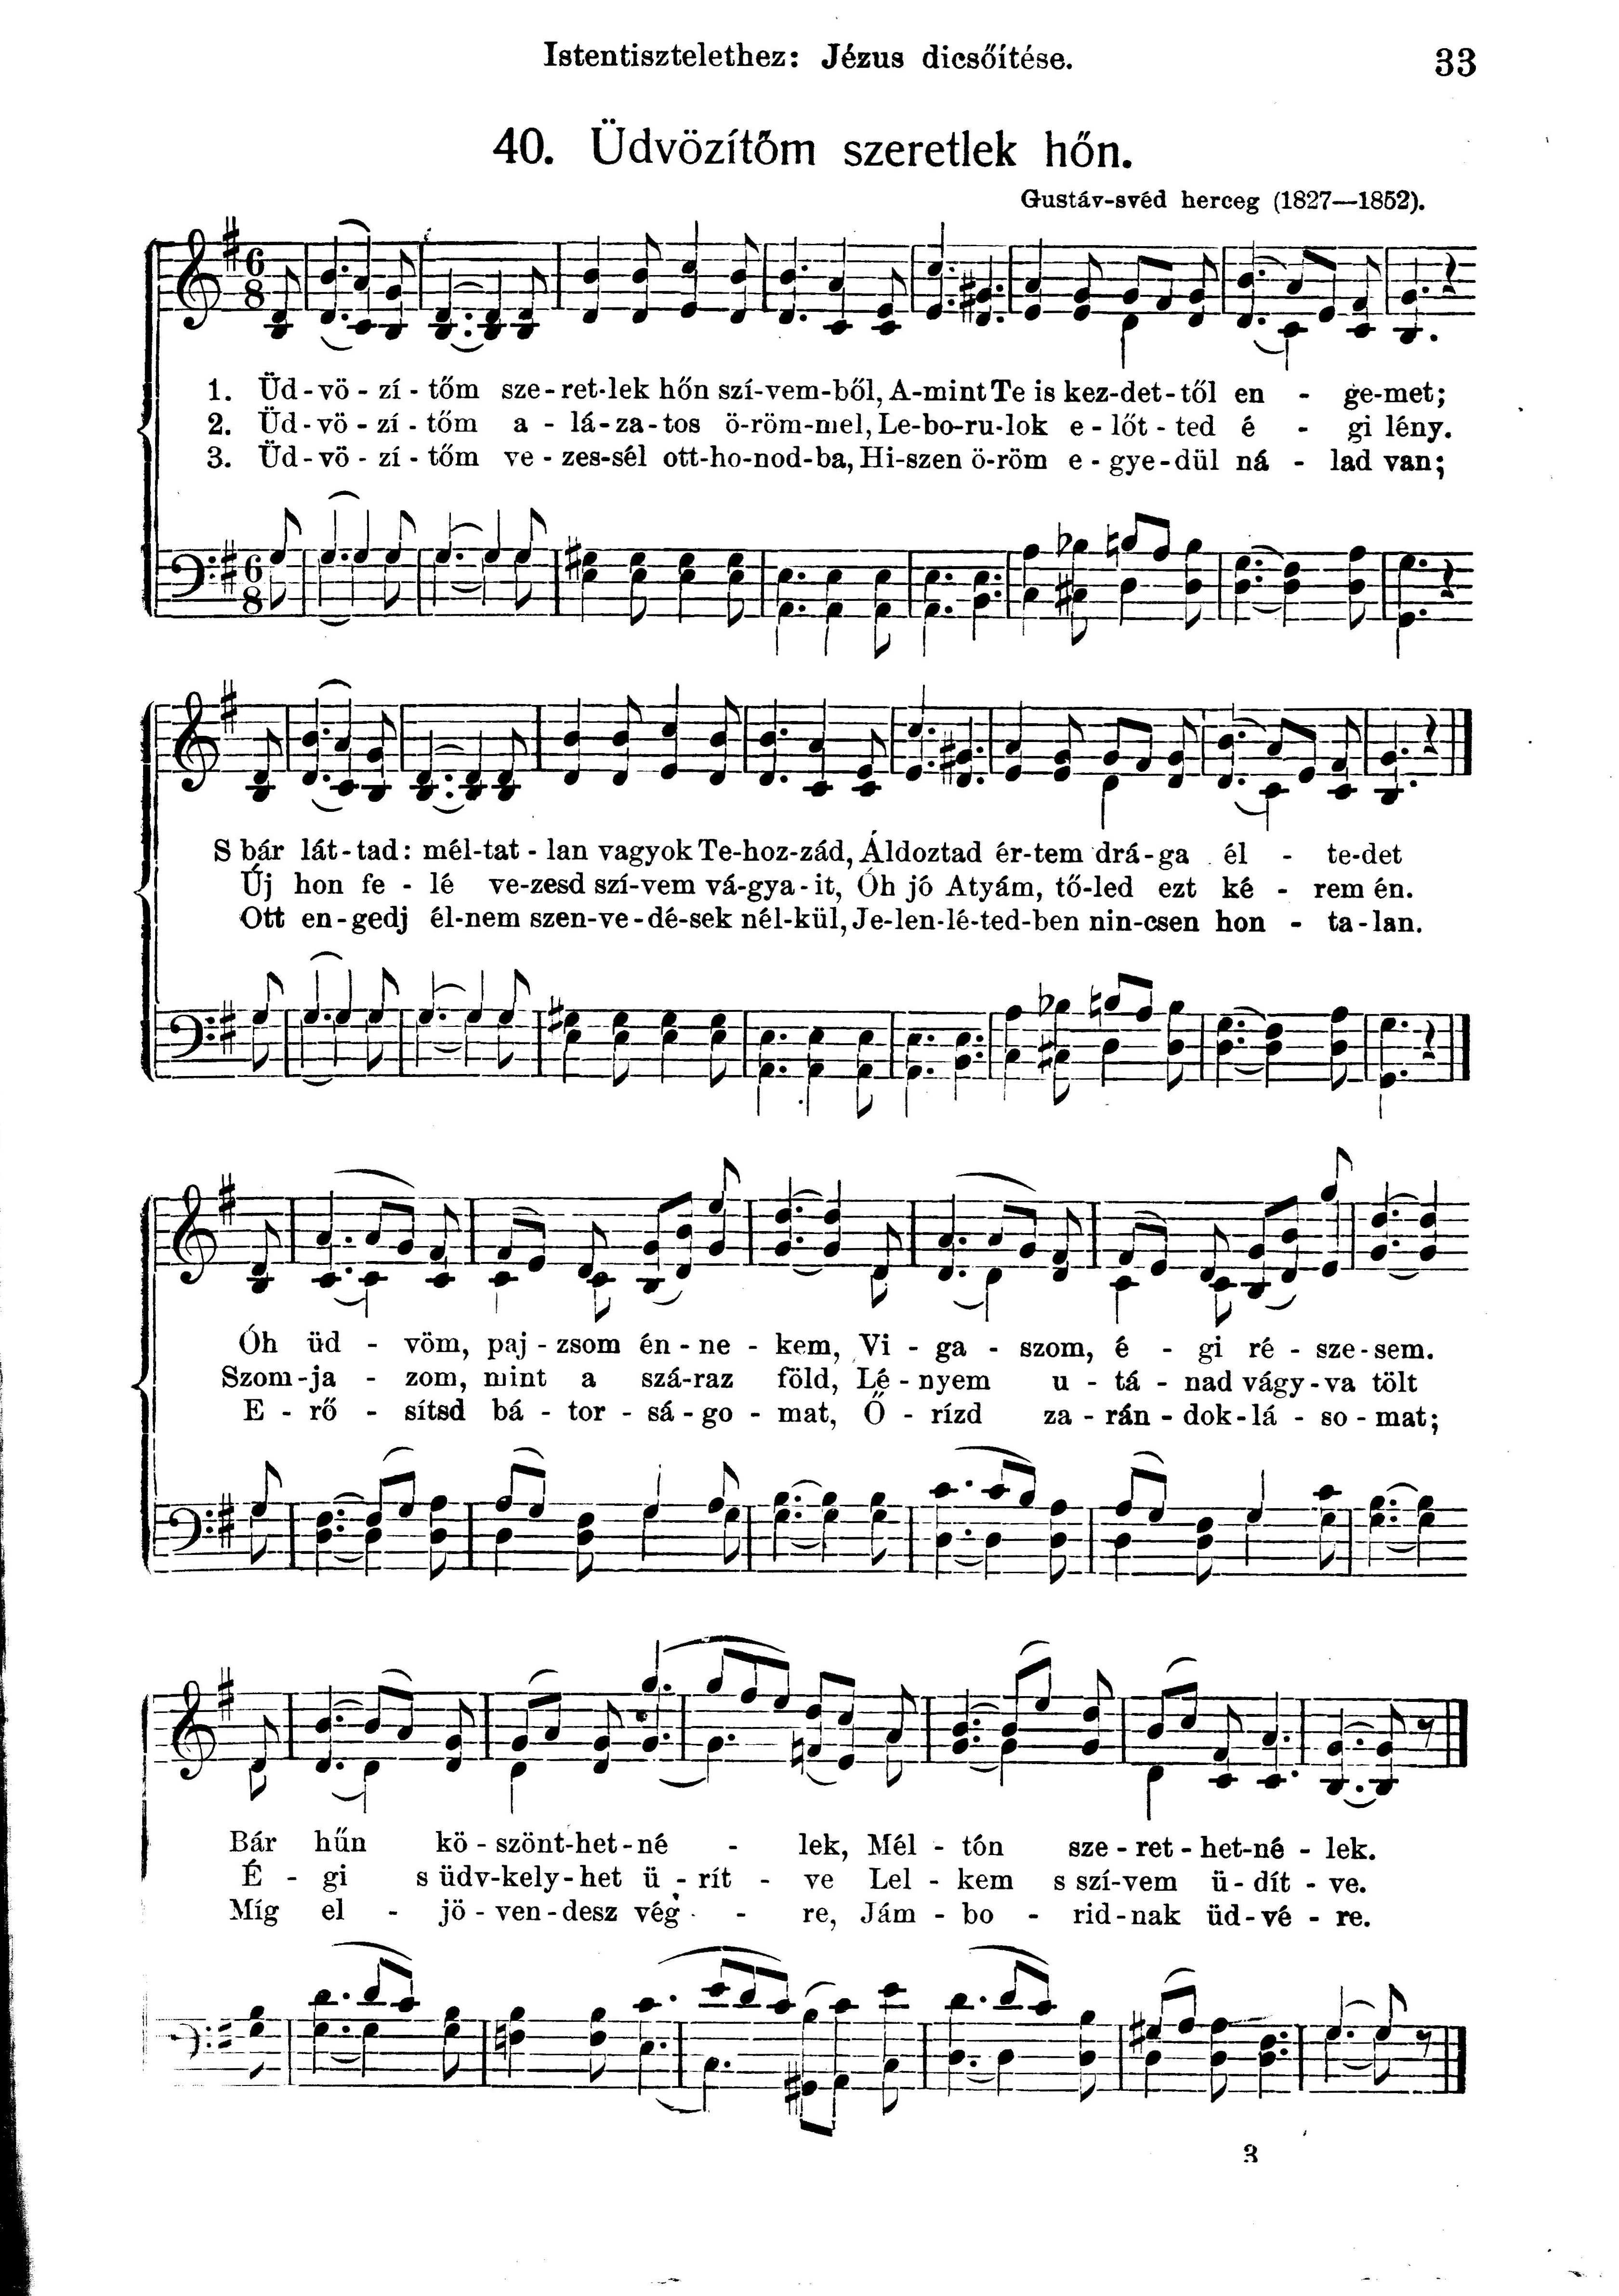 Istentisztelethez: Jézus dicsőítése.
33
40. Üdvözítőm szeretlek hőn.
Gustáv-svéd herceg (1827—1852).
1. Üd-vö-zí-tőm sze-ret-lek hőn szí-vem-ből, A-mint Te is kez-det-től en - ge-met;
2. Üd-vö-zí-tőm a-lá-za-tos ö-röm-mel, Le-bo-ru-lok e-lőt-ted é - gi lény.
3. Üd-vö-zí-tőm ve-zes-sél ott-ho-nod-ba, Hi-szen ö-röm e-gye-dül ná - lad van;
S bár lát-tad: mél-tat-lan vagyok Te-hoz-zád, Áldoztad ér-tem drá-ga él - te-det
Új hon fe-lé ve-zesd szí-vem vá-gya-it, Óh jó Atyám, tő-led ezt ké - rem én.
Ott en-gedj él-nem szen-ve-dé-sek nél-kül, Je-len-lé-ted-ben nin-csen hon - ta-lan.
Óh üd - vöm, paj-zsom én-ne-kem, Vi-ga-szom, é - gi ré-sze-sem.
Szom-ja - zom, mint a szá-raz föld, Lé-nyem u-tá-nad vágy-va tölt
E-rő - sítsd bá-tor-sá-go-mat, Ő-rízd za-rán-dok-lá-so-mat;
Bár hűn kö-szönt-het-né - lek, Mél-tón sze-ret-het-né-lek.
É-gi s üdv-kely-het ü-rít - ve Lel-kem s szí-vem ü-dít-ve.
Míg el - jö-ven-desz vég - re, Jám-bo - rid-nak üd-vé-re.
3